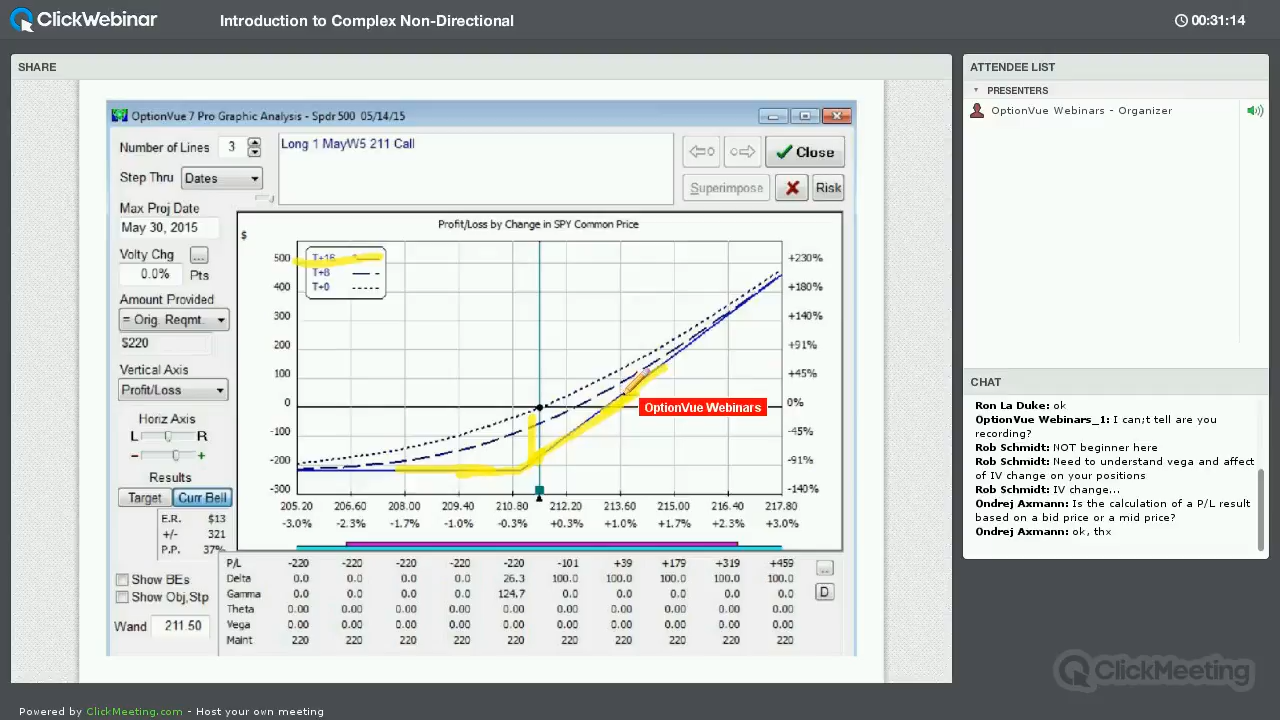 ClickWebinar
Introduction to Complex Non-Directional
00:31:14
SHARE
OptionVue 7 Pro Graphic Analysis - Spdr 500 05/14/15
Number of Lines 3
Long 1 MayW5 211 Call
Close
Step Thru Dates
Superimpose
Risk
Max Proj Date
May 30, 2015
Volty Chg ...
0.0% Pts
Amount Provided
= Orig. Reqmt.
$220
Vertical Axis
Profit/Loss
Horiz Axis
L R
- +
Results
Target Curr Bell
E.R. $13
+/- 321
P.P. 37%
Show BEs
Show Obj,Stp
Wand 211.50
Profit/Loss by Change in SPY Common Price
$
T+16
T+8
T+0
500 +230%
400 +180%
300 +140%
200 +91%
100 +45%
0 0%
-100 -45%
-200 -91%
-300 -140%
OptionVue Webinars
205.20 206.60 208.00 209.40 210.80 212.20 213.60 215.00 216.40 217.80
-3.0% -2.3% -1.7% -1.0% -0.3% +0.3% +1.0% +1.7% +2.3% +3.0%
P/L -220 -220 -220 -220 -220 -101 +39 +179 +319 +459
Delta 0.0 0.0 0.0 0.0 26.3 100.0 100.0 100.0 100.0 100.0
Gamma 0.0 0.0 0.0 0.0 124.7 0.0 0.0 0.0 0.0 0.0
Theta 0.00 0.00 0.00 0.00 0.00 0.00 0.00 0.00 0.00 0.00
Vega 0.00 0.00 0.00 0.00 0.00 0.00 0.00 0.00 0.00 0.00
Maint 220 220 220 220 220 220 220 220 220 220
...
D
ATTENDEE LIST
PRESENTERS
OptionVue Webinars - Organizer
CHAT
Ron La Duke: ok
OptionVue Webinars_1: I can;t tell are you
recording?
Rob Schmidt: NOT beginner here
Rob Schmidt: Need to understand vega and affect
of IV change on your positions
Rob Schmidt: IV change...
Ondrej Axmann: Is the calculation of a P/L result
based on a bid price or a mid price?
Ondrej Axmann: ok, thx
ClickMeeting
Powered by ClickMeeting.com - Host your own meeting